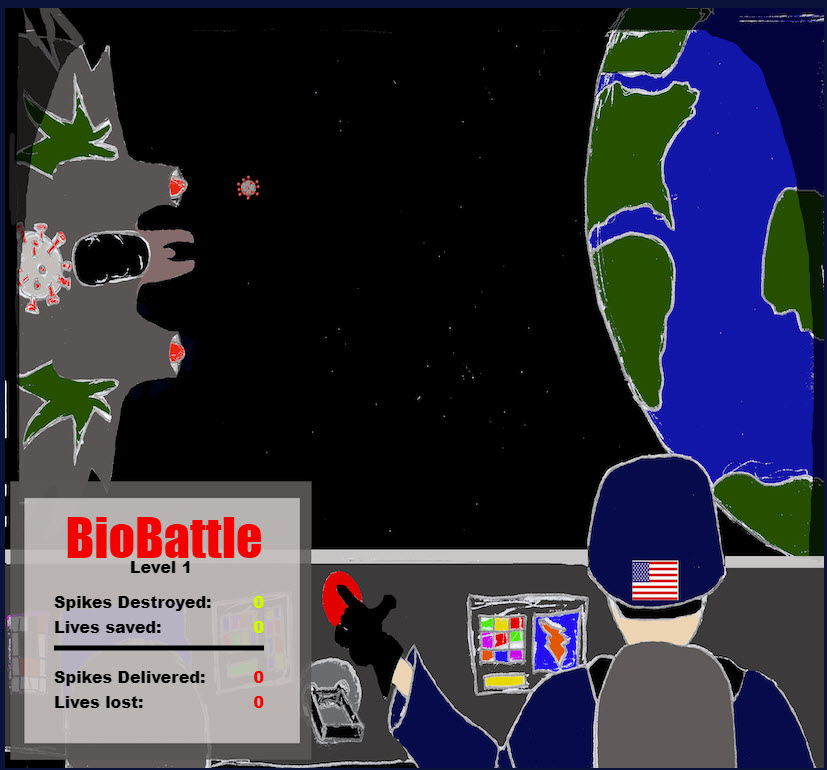 BioBattle
Level 1
Spikes Destroyed: 0
Lives saved: 0
Spikes Delivered: 0
Lives lost: 0